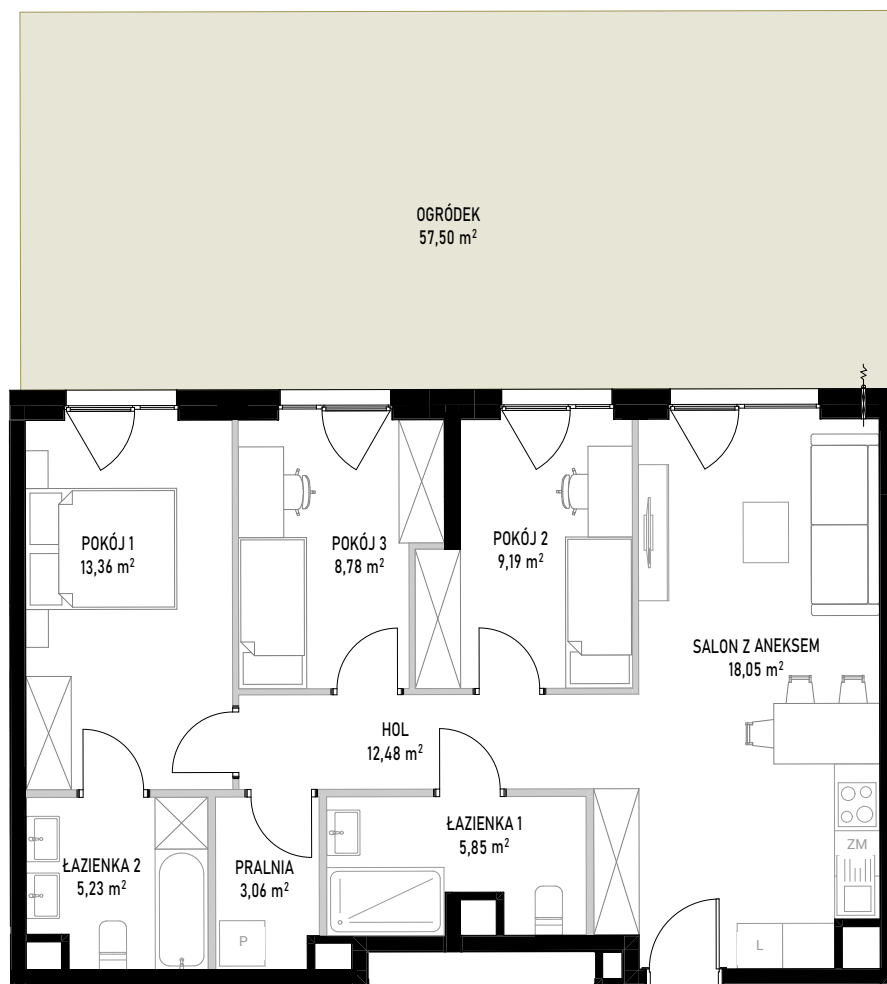 OGRÓDEK
57,50 m²
POKÓJ 1
13,36 m²
POKÓJ 3
8,78 m²
POKÓJ 2
9,19 m²
SALON Z ANEKSEM
18,05 m²
HOL
12,48 m²
ŁAZIENKA 1
5,85 m²
ZM
ŁAZIENKA 2
5,23 m²
PRALNIA
3,06 m²
P
L